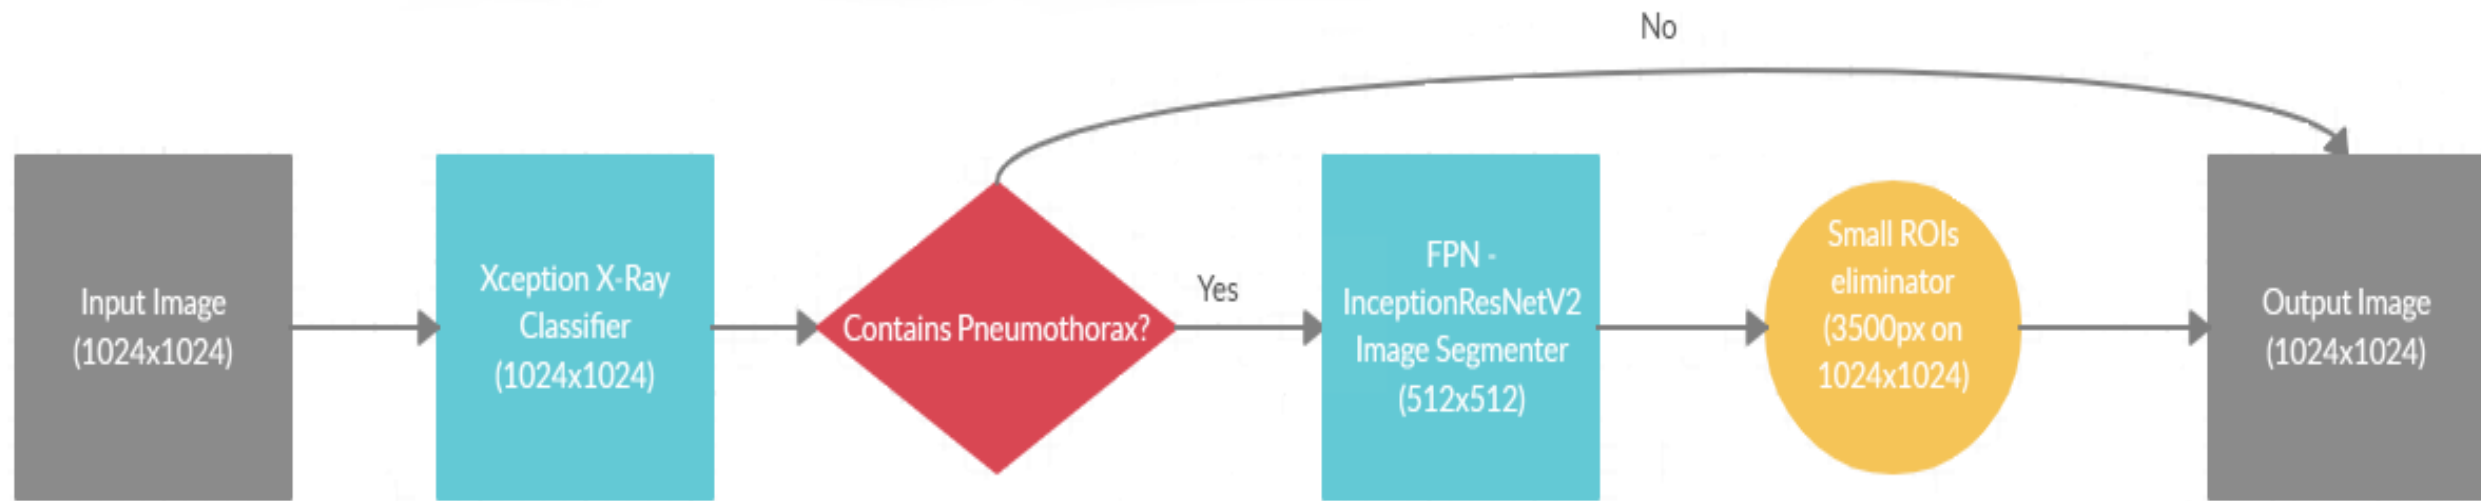 No
Input Image
(1024x1024)
Xception X-Ray
Classifier
(1024x1024)
Contains Pneumothorax?
Yes
FPN -
InceptionResNetV2
Image Segmenter
(512x512)
Small ROIs
eliminator
(3500px on
1024x1024)
Output Image
(1024x1024)